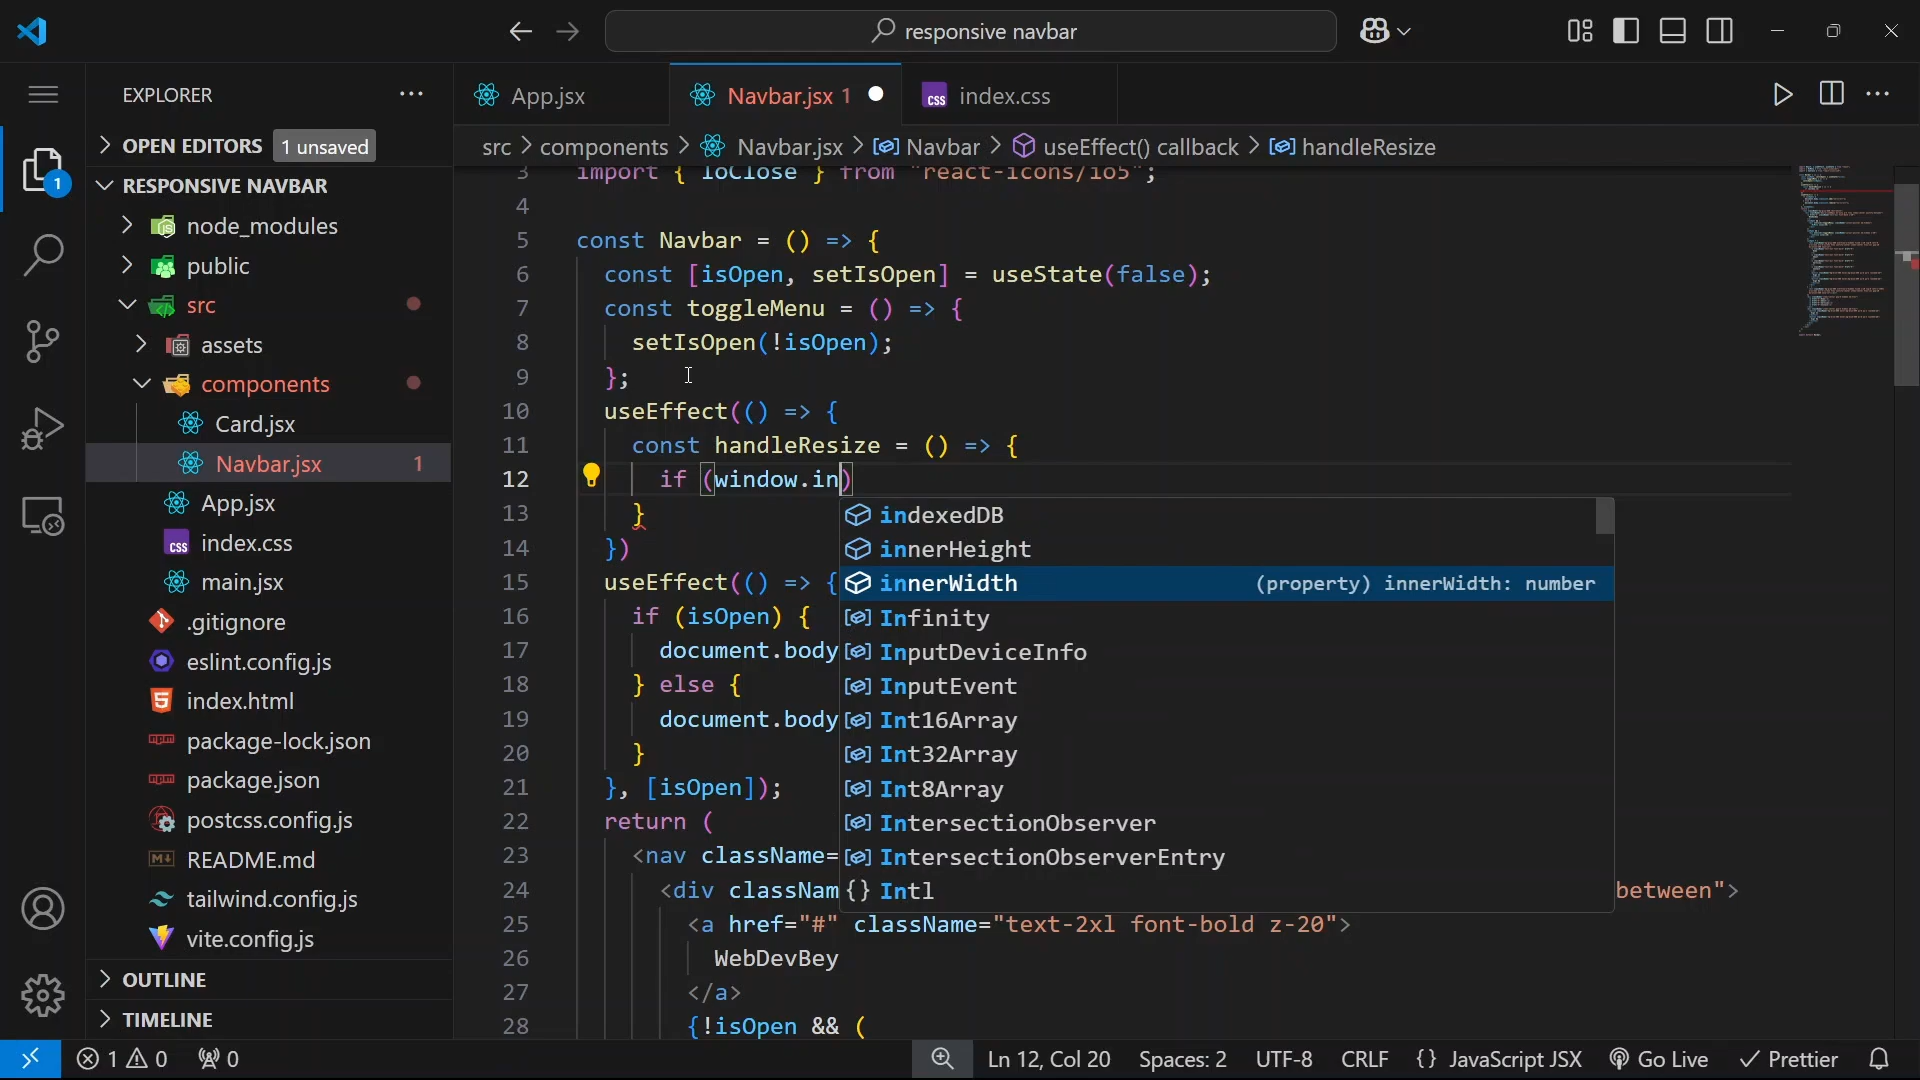 responsive navbar
EXPLORER
App.jsx
Navbar.jsx 1
index.css
OPEN EDITORS 1 unsaved
src > components > Navbar.jsx > Navbar > useEffect() callback > handleResize
RESPONSIVE NAVBAR
node_modules
public
src
assets
components
Card.jsx
Navbar.jsx 1
App.jsx
index.css
main.jsx
.gitignore
eslint.config.js
index.html
package-lock.json
package.json
postcss.config.js
README.md
tailwind.config.js
vite.config.js
OUTLINE
TIMELINE
1
3 import { IoClose } from "react-icons/io5";
4
5 const Navbar = () => {
6 const [isOpen, setIsOpen] = useState(false);
7 const toggleMenu = () => {
8 setIsOpen(!isOpen);
9 };
10 useEffect(() => {
11 const handleResize = () => {
12 if (window.in)
13 }
14 })
15 useEffect(() => {
16 if (isOpen) {
17 document.body
18 } else {
19 document.body
20 }
21 }, [isOpen]);
22 return (
23 <nav className=
24 <div classNam between">
25 <a href="#" className="text-2xl font-bold z-20">
26 WebDevBey
27 </a>
28 {!isOpen && (
indexedDB
innerHeight
innerWidth (property) innerWidth: number
Infinity
InputDeviceInfo
InputEvent
Int16Array
Int32Array
Int8Array
IntersectionObserver
IntersectionObserverEntry
{} Intl
1 0 0 Ln 12, Col 20 Spaces: 2 UTF-8 CRLF {} JavaScript JSX Go Live Prettier